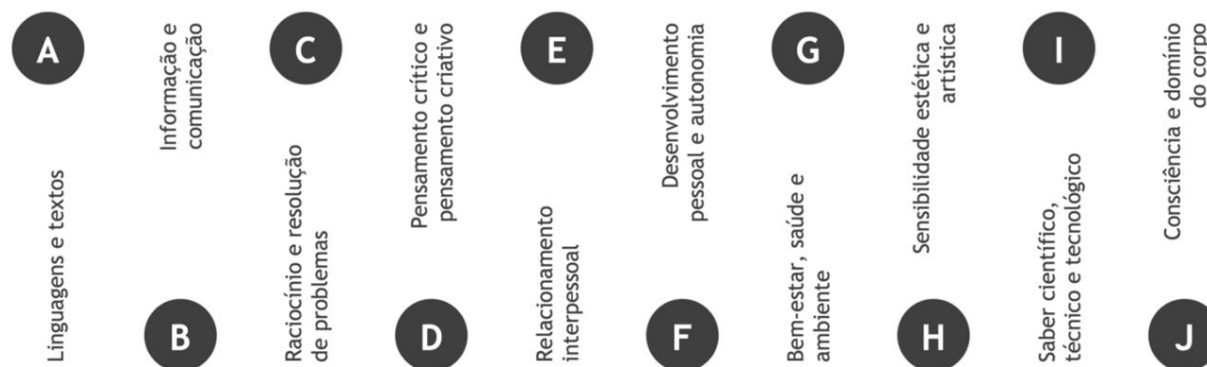 A
Linguagens e textos
B
Informação e
comunicação
C
Raciocínio e resolução
de problemas
D
Pensamento crítico e
pensamento criativo
E
Relacionamento
interpessoal
F
Desenvolvimento
pessoal e autonomia
G
Bem-estar, saúde e
ambiente
H
Sensibilidade estética e
artística
I
Saber científico,
técnico e tecnológico
J
Consciência e domínio
do corpo